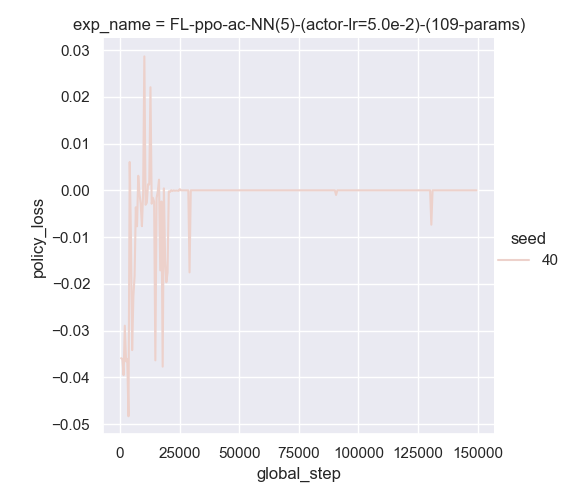 exp_name = FL-ppo-ac-NN(5)-(actor-lr=5.0e-2)-(109-params)
0.03
0.02
0.01
0.00
−0.01
−0.02
−0.03
−0.04
−0.05
policy_loss
0 25000 50000 75000 100000 125000 150000
global_step
seed
40